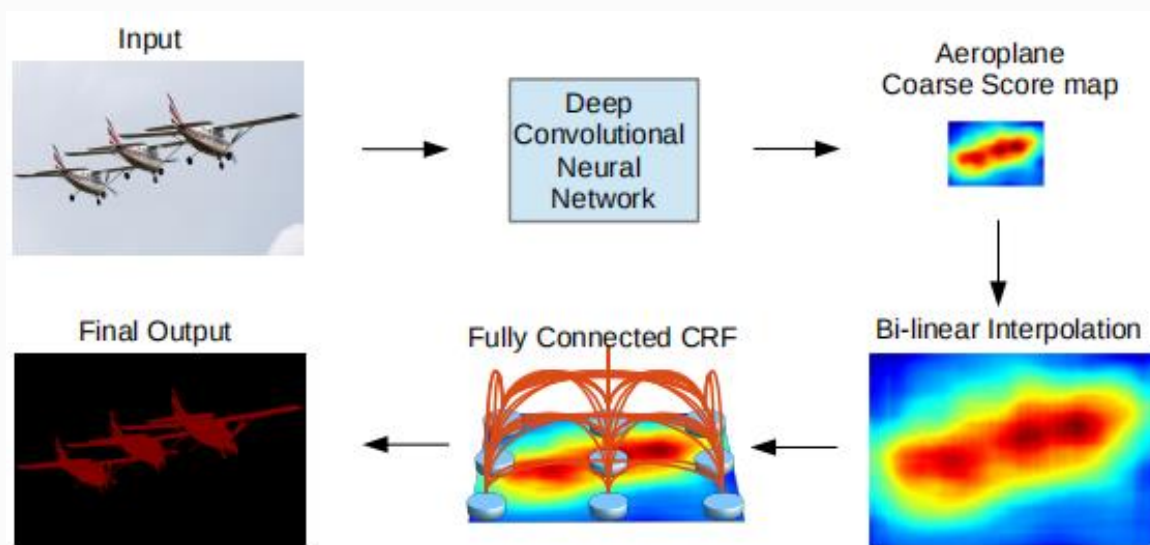 Input
Deep
Convolutional
Neural
Network
Aeroplane
Coarse Score map
Bi-linear Interpolation
Fully Connected CRF
Final Output